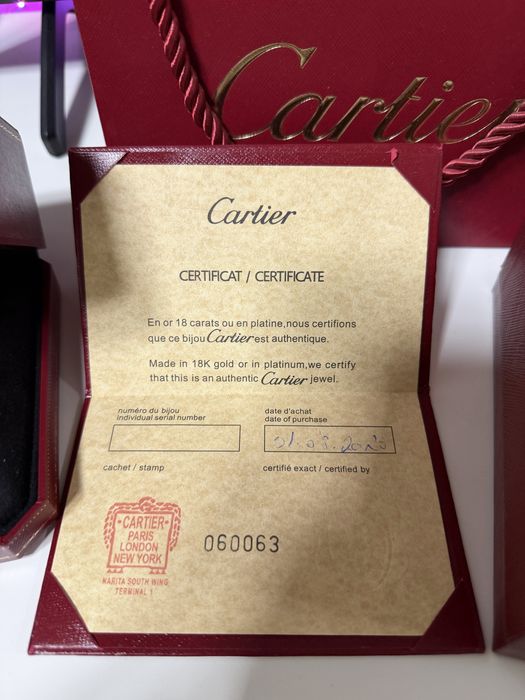 Cartier
Cartier
CERTIFICAT / CERTIFICATE
En or 18 carats ou en platine,nous certifions
que ce bijou Cartier est authentique.
Made in 18K gold or in platinum,we certify
that this is an authentic Cartier jewel.
numéro du bijou
individual serial number
date d'achat
date of purchase
cachet / stamp
certifié exact / certified by
CARTIER
PARIS
LONDON
NEW YORK
NARITA SOUTH WING
TERMINAL 1
060063